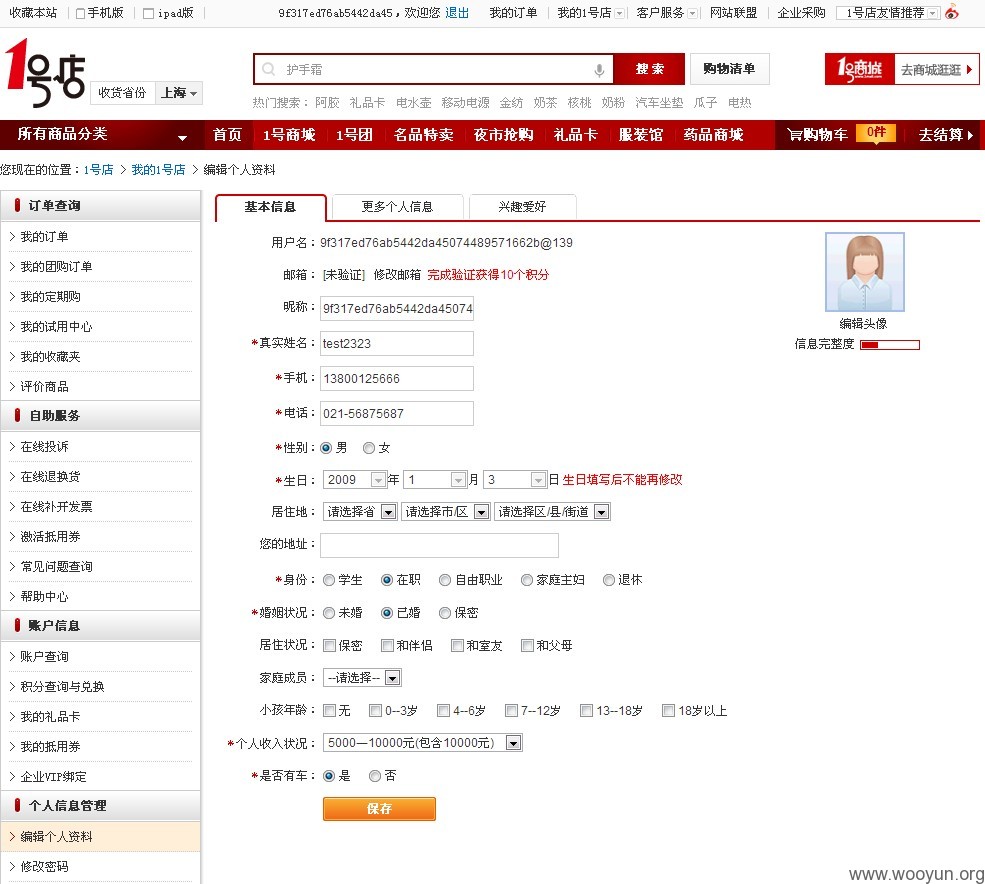 收藏本站 手机版 ipad版 9f317ed76ab5442da45，欢迎您 退出 我的订单 我的1号店 客户服务 网站联盟 企业采购 1号店友情推荐
1号店
收货省份 上海
护手霜 搜 索 购物清单
1号商城 去商城逛逛
热门搜索： 阿胶 礼品卡 电水壶 移动电源 金纺 奶茶 核桃 奶粉 汽车坐垫 瓜子 电热
所有商品分类 首页 1号商城 1号团 名品特卖 夜市抢购 礼品卡 服装馆 药品商城 购物车 0件 去结算
您现在的位置：1号店 > 我的1号店 > 编辑个人资料
订单查询
> 我的订单
> 我的团购订单
> 我的定期购
> 我的试用中心
> 我的收藏夹
> 评价商品
自助服务
> 在线投诉
> 在线退换货
> 在线补开发票
> 激活抵用券
> 常见问题查询
> 帮助中心
账户信息
> 账户查询
> 积分查询与兑换
> 我的礼品卡
> 我的抵用券
> 企业VIP绑定
个人信息管理
> 编辑个人资料
> 修改密码
基本信息 更多个人信息 兴趣爱好
用户名：9f317ed76ab5442da45074489571662b@139
邮箱：[未验证] 修改邮箱 完成验证获得10个积分
昵称：9f317ed76ab5442da45074
*真实姓名：test2323
*手机：13800125666
*电话：021-56875687
*性别： 男 女
*生日：2009 年 1 月 3 日 生日填写后不能再修改
居住地：请选择省 请选择市/区 请选择区/县/街道
您的地址：
*身份： 学生 在职 自由职业 家庭主妇 退休
*婚姻状况： 未婚 已婚 保密
居住状况： 保密 和伴侣 和室友 和父母
家庭成员：--请选择--
小孩年龄： 无 0--3岁 4--6岁 7--12岁 13--18岁 18岁以上
*个人收入状况：5000—10000元(包含10000元)
*是否有车： 是 否
保存
编辑头像
信息完整度
www.wooyun.org